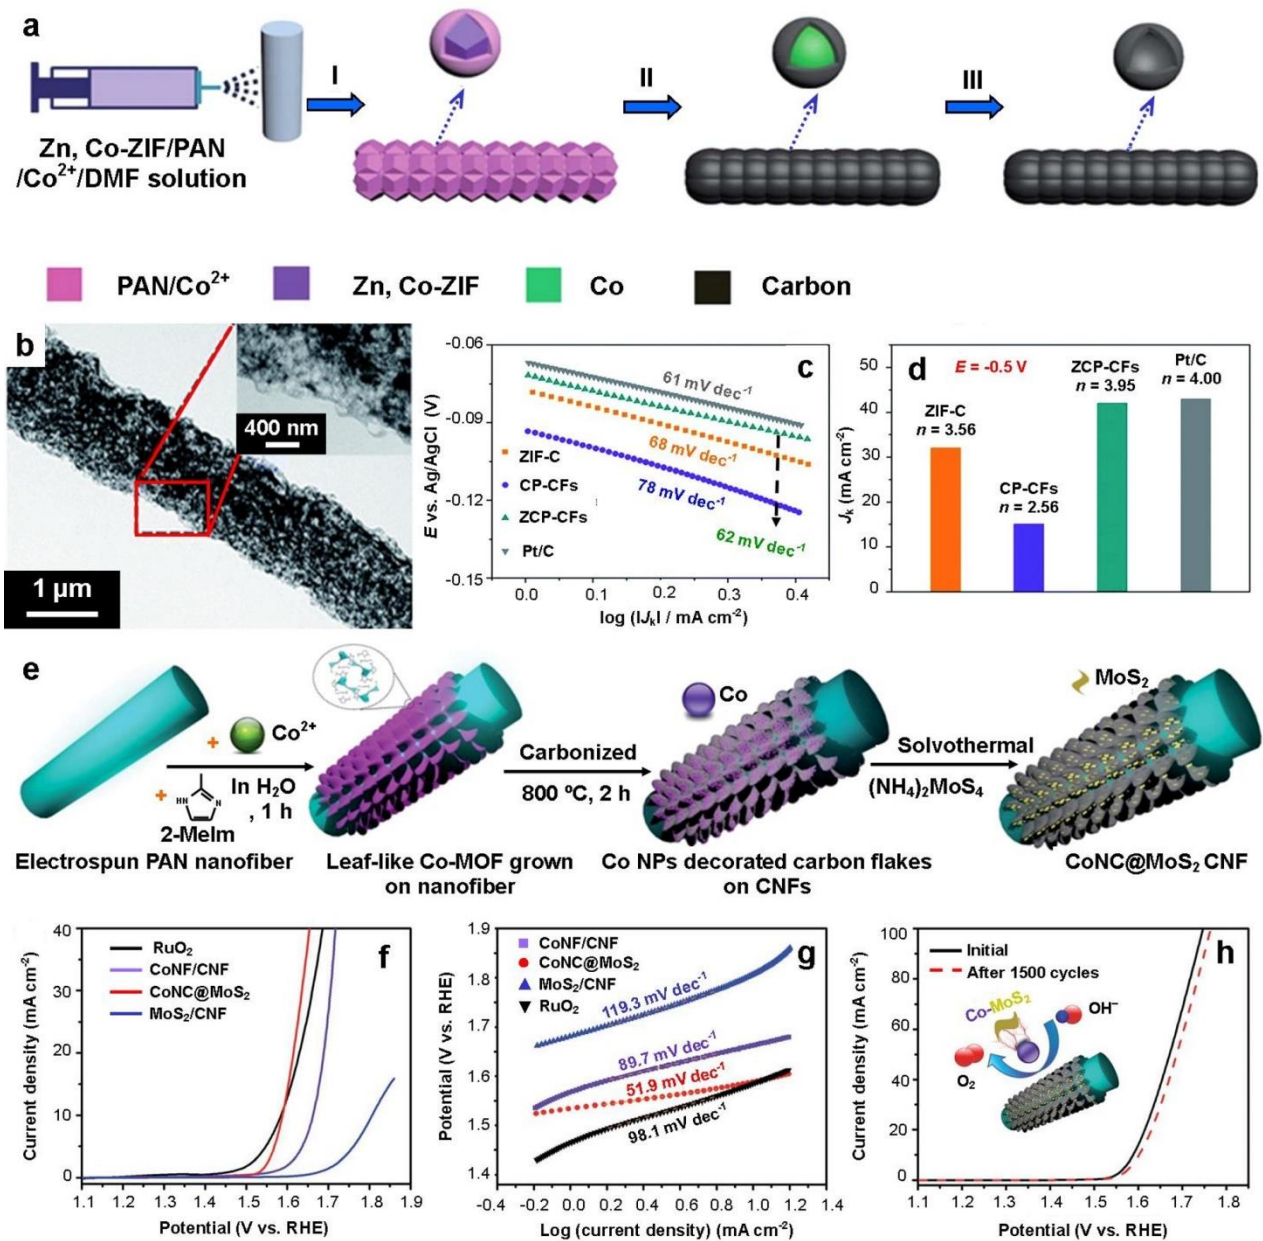 a
I
II
III
Zn, Co-ZIF/PAN
/Co²⁺/DMF solution
PAN/Co²⁺
Zn, Co-ZIF
Co
Carbon
b
400 nm
1 µm
c
-0.06
-0.09
-0.12
-0.15
E vs. Ag/AgCl (V)
61 mV dec⁻¹
68 mV dec⁻¹
78 mV dec⁻¹
62 mV dec⁻¹
ZIF-C
CP-CFs
ZCP-CFs
Pt/C
0.0 0.1 0.2 0.3 0.4
log (|Jₖ| / mA cm⁻²)
d
E = -0.5 V
50
40
30
20
10
0
Jₖ (mA cm⁻²)
ZIF-C
n = 3.56
CP-CFs
n = 2.56
ZCP-CFs
n = 3.95
Pt/C
n = 4.00
e
+ Co²⁺
In H₂O
, 1 h
+
HN
N
2-MeIm
Carbonized
800 ºC, 2 h
Co
Solvothermal
(NH₄)₂MoS₄
MoS₂
Electrospun PAN nanofiber
Leaf-like Co-MOF grown
on nanofiber
Co NPs decorated carbon flakes
on CNFs
CoNC@MoS₂ CNF
f
40
30
20
10
0
Current density (mA cm⁻²)
RuO₂
CoNF/CNF
CoNC@MoS₂
MoS₂/CNF
1.1 1.2 1.3 1.4 1.5 1.6 1.7 1.8 1.9
Potential (V vs. RHE)
g
1.9
1.8
1.7
1.6
1.5
1.4
Potential (V vs. RHE)
CoNF/CNF
CoNC@MoS₂
MoS₂/CNF
RuO₂
119.3 mV dec⁻¹
89.7 mV dec⁻¹
51.9 mV dec⁻¹
98.1 mV dec⁻¹
-0.4 -0.2 0.0 0.2 0.4 0.6 0.8 1.0 1.2
Log (current density) (mA cm⁻²)
h
100
80
60
40
20
0
Current density (mA cm⁻²)
Initial
After 1500 cycles
Co-MoS₂
OH⁻
O₂
1.1 1.2 1.3 1.4 1.5 1.6 1.7 1.8
Potential (V vs. RHE)